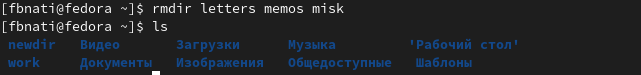 [fbnati@fedora ~]$ rmdir letters memos misk
[fbnati@fedora ~]$ ls
newdir Видео Загрузки Музыка 'Рабочий стол'
work Документы Изображения Общедоступные Шаблоны